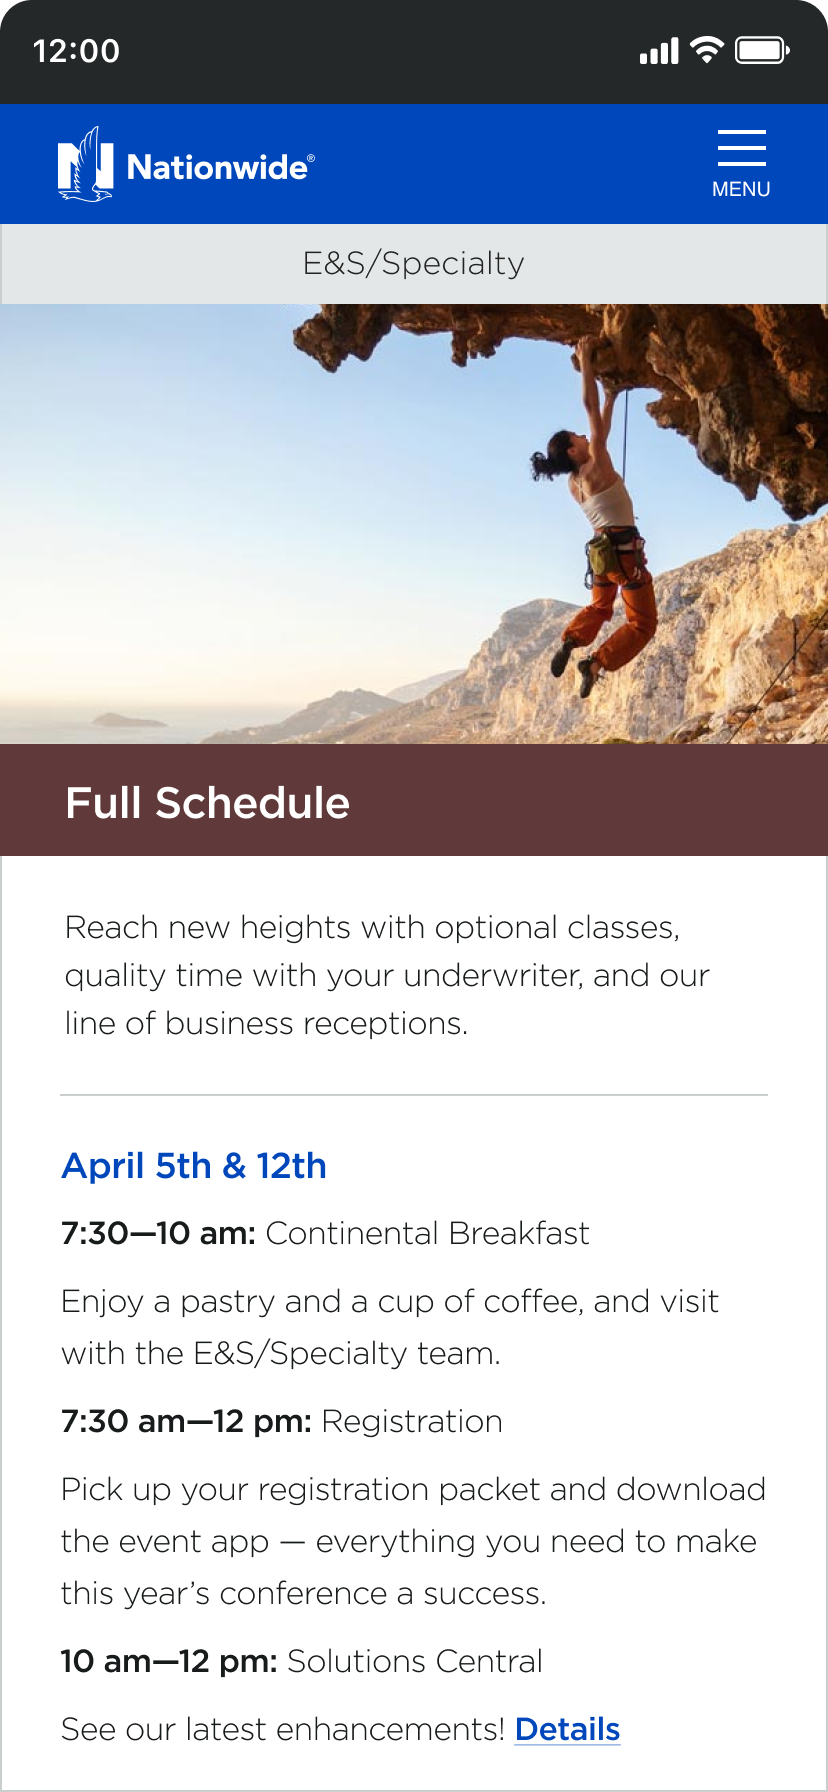 12:00
Nationwide®
MENU
E&S/Specialty
Full Schedule
Reach new heights with optional classes,
quality time with your underwriter, and our
line of business receptions.
April 5th & 12th
7:30—10 am: Continental Breakfast
Enjoy a pastry and a cup of coffee, and visit
with the E&S/Specialty team.
7:30 am—12 pm: Registration
Pick up your registration packet and download
the event app — everything you need to make
this year’s conference a success.
10 am—12 pm: Solutions Central
See our latest enhancements! Details